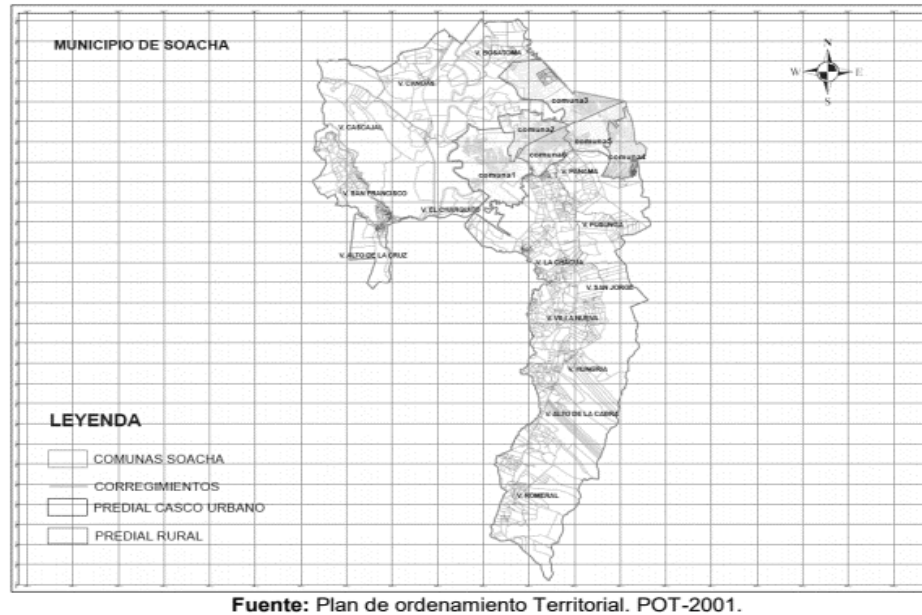 MUNICIPIO DE SOACHA
N
W E
S
V. BOSATAMA
V. CANOAS
comuna3
V. CASCAJAL
comuna2
comuna5
comuna6
comuna4
comuna1
V. PANAMA
V. SAN FRANCISCO
V. EL CHARQUITO
V. FUSUNGA
V. ALTO DE LA CRUZ
V. LA CHACUA
V. SAN JORGE
V. VILLANUEVA
V. HUNGRIA
V. ALTO DE LA CABRA
V. ROMERAL
LEYENDA
COMUNAS SOACHA
CORREGIMIENTOS
PREDIAL CASCO URBANO
PREDIAL RURAL
Fuente: Plan de ordenamiento Territorial. POT-2001.